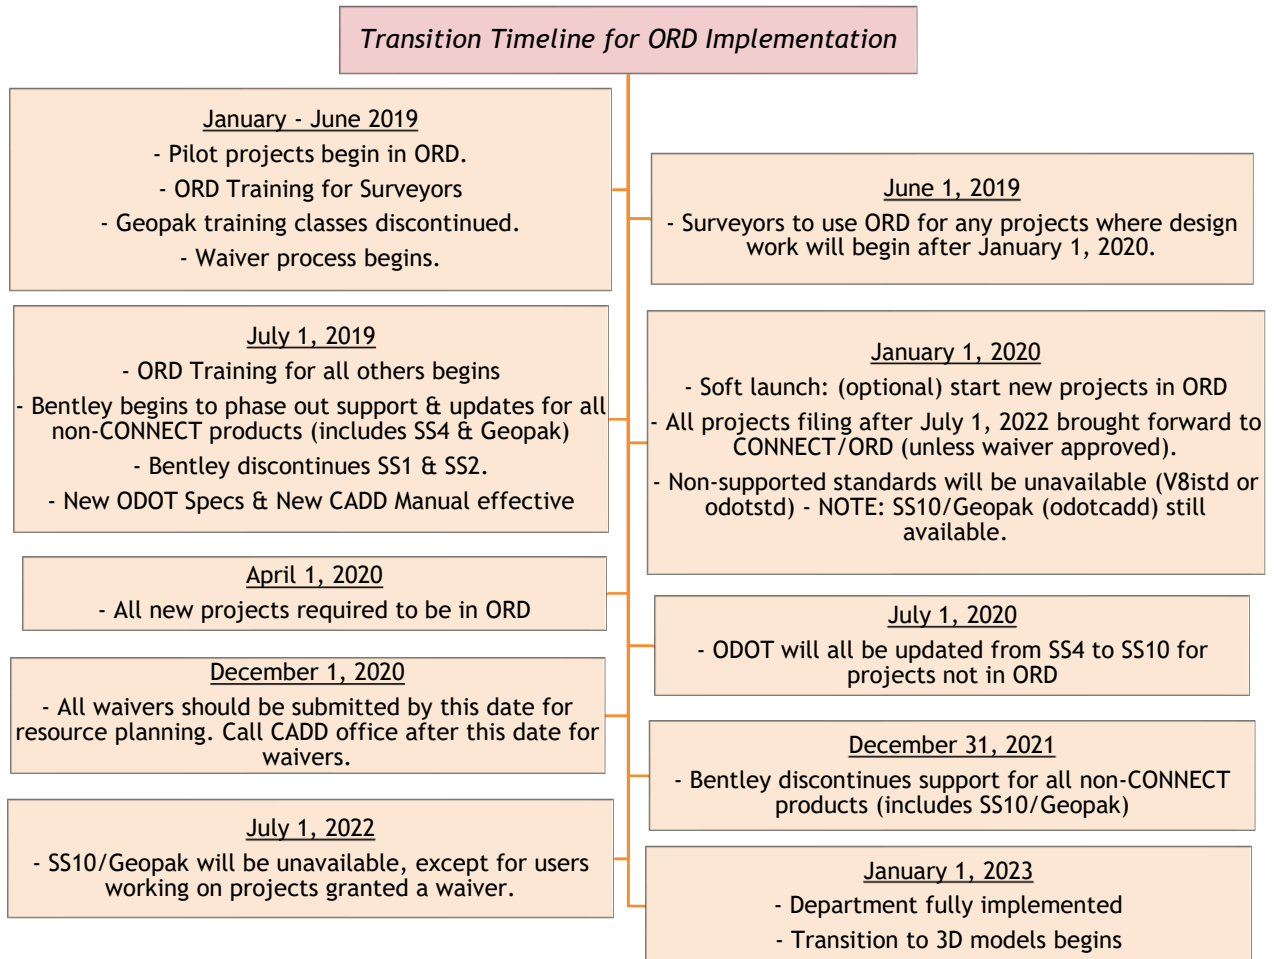 Transition Timeline for ORD Implementation
January - June 2019
- Pilot projects begin in ORD.
- ORD Training for Surveyors
- Geopak training classes discontinued.
- Waiver process begins.
June 1, 2019
- Surveyors to use ORD for any projects where design
work will begin after January 1, 2020.
July 1, 2019
- ORD Training for all others begins
- Bentley begins to phase out support & updates for all
non-CONNECT products (includes SS4 & Geopak)
- Bentley discontinues SS1 & SS2.
- New ODOT Specs & New CADD Manual effective
January 1, 2020
- Soft launch: (optional) start new projects in ORD
- All projects filing after July 1, 2022 brought forward to
CONNECT/ORD (unless waiver approved).
- Non-supported standards will be unavailable (V8istd or
odotstd) - NOTE: SS10/Geopak (odotcadd) still
available.
April 1, 2020
- All new projects required to be in ORD
July 1, 2020
- ODOT will all be updated from SS4 to SS10 for
projects not in ORD
December 1, 2020
- All waivers should be submitted by this date for
resource planning. Call CADD office after this date for
waivers.
December 31, 2021
- Bentley discontinues support for all non-CONNECT
products (includes SS10/Geopak)
July 1, 2022
- SS10/Geopak will be unavailable, except for users
working on projects granted a waiver.
January 1, 2023
- Department fully implemented
- Transition to 3D models begins